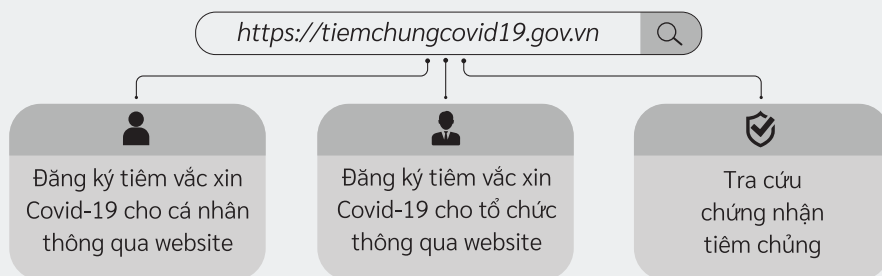 https://tiemchungcovid19.gov.vn
Đăng ký tiêm vắc xin
Covid-19 cho cá nhân
thông qua website
Đăng ký tiêm vắc xin
Covid-19 cho tổ chức
thông qua website
Tra cứu
chứng nhận
tiêm chủng